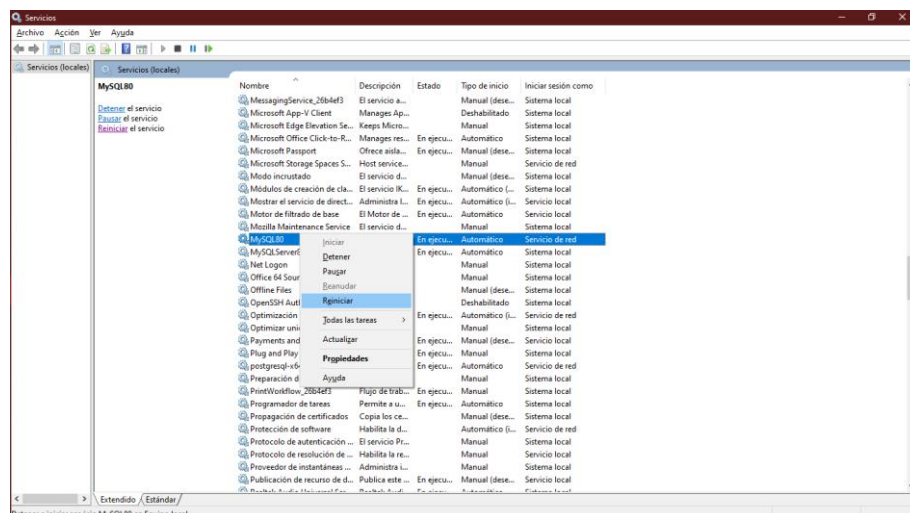 Servicios
Archivo Acción Ver Ayuda
Servicios (locales)
Servicios (locales)
MySQL80
Detener el servicio
Pausar el servicio
Reiniciar el servicio
Nombre Descripción Estado Tipo de inicio Iniciar sesión como
MessagingService_26b4ef3 El servicio a... Manual (dese... Sistema local
Microsoft App-V Client Manages Ap... Deshabilitado Sistema local
Microsoft Edge Elevation Se... Keeps Micro... Manual Sistema local
Microsoft Office Click-to-R... Manages res... En ejecu... Automático Sistema local
Microsoft Passport Ofrece aisla... En ejecu... Manual (dese... Sistema local
Microsoft Storage Spaces S... Host service... Manual Servicio de red
Modo incrustado El servicio d... Manual (dese... Sistema local
Módulos de creación de cla... El servicio IK... En ejecu... Automático (... Sistema local
Mostrar el servicio de direct... Administra l... En ejecu... Automático (i... Servicio local
Motor de filtrado de base El Motor de ... En ejecu... Automático Servicio local
Mozilla Maintenance Service El servicio d... Manual Sistema local
MySQL80 En ejecu... Automático Servicio de red
MySQLServerE En ejecu... Automático Sistema local
Net Logon Manual Sistema local
Office 64 Sour Manual Sistema local
Offline Files Manual (dese... Sistema local
OpenSSH Aut Deshabilitado Sistema local
Optimización En ejecu... Automático (i... Servicio de red
Optimizar uni Manual Sistema local
Payments and En ejecu... Manual (dese... Servicio local
Plug and Play En ejecu... Manual Sistema local
postgresql-x6 En ejecu... Automático Servicio de red
Preparación d Manual Sistema local
PrintWorkflow_26b4ef3 Flujo de trab... En ejecu... Manual Sistema local
Programador de tareas Permite a u... En ejecu... Automático Sistema local
Propagación de certificados Copia los ce... Manual (dese... Sistema local
Protección de software Habilita la d... Automático (i... Servicio de red
Protocolo de autenticación ... El servicio Pr... Manual Sistema local
Protocolo de resolución de ... Habilita la re... Manual Servicio local
Proveedor de instantáneas ... Administra i... Manual Sistema local
Publicación de recurso de d... Publica este ... En ejecu... Manual (dese... Servicio local
Iniciar
Detener
Pausar
Reanudar
Reiniciar
Todas las tareas
Actualizar
Propiedades
Ayuda
Extendido Estándar